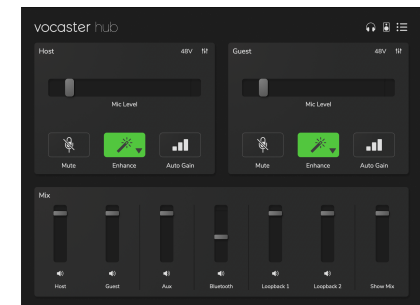 vocaster hub
Host 48V
Mic Level
Mute Enhance Auto Gain
Guest 48V
Mic Level
Mute Enhance Auto Gain
Mix
Host Guest Aux Bluetooth Loopback 1 Loopback 2 Show Mix